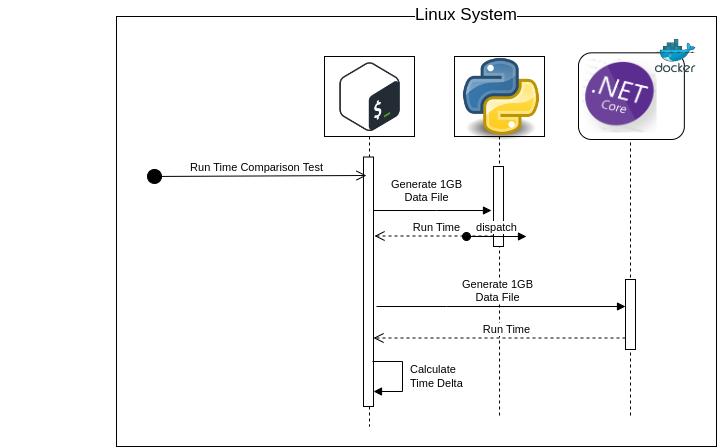 Linux System
$
docker
.NET
Core
Run Time Comparison Test
Generate 1GB
Data File
Run Time
dispatch
Generate 1GB
Data File
Run Time
Calculate
Time Delta